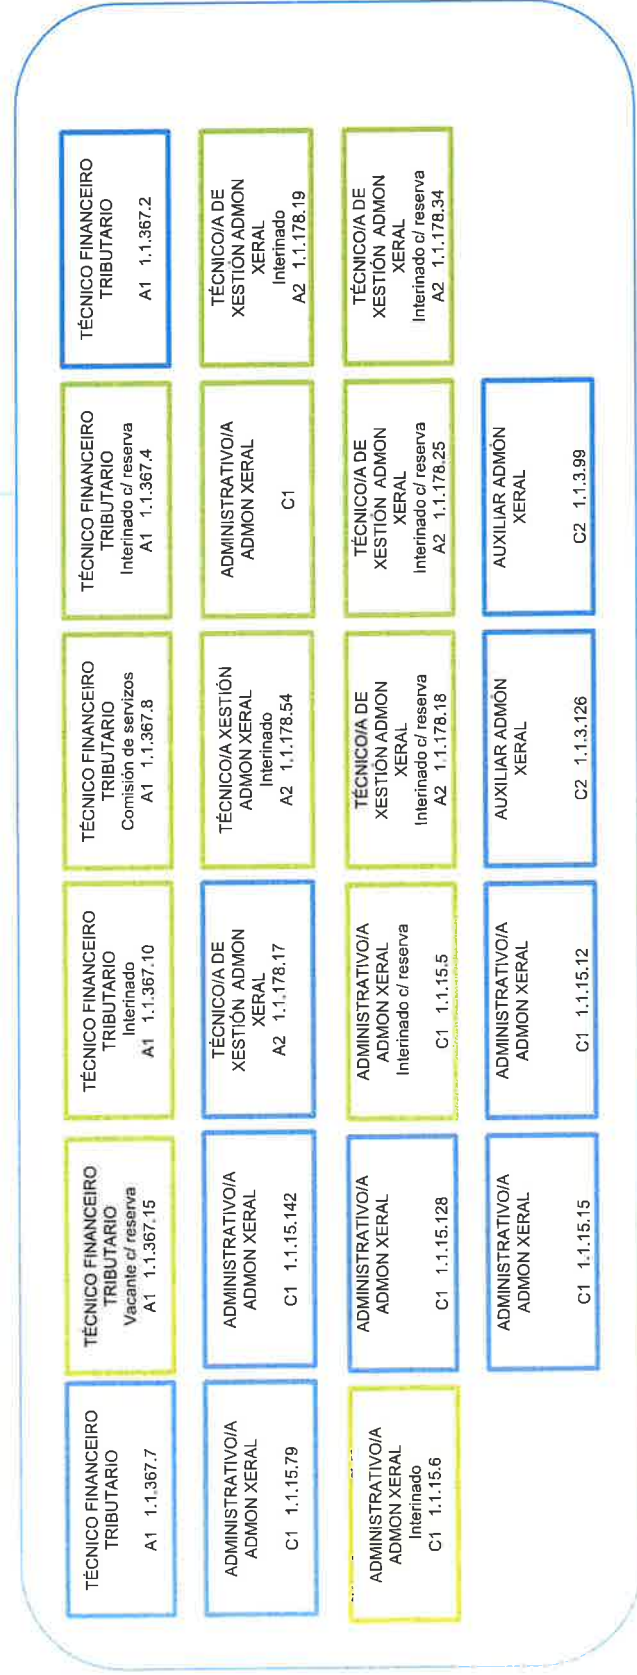 TÉCNICO FINANCEIRO
TRIBUTARIO
A1 1.1.367.7
TÉCNICO FINANCEIRO
TRIBUTARIO
Vacante c/ reserva
A1 1.1.367.15
TÉCNICO FINANCEIRO
TRIBUTARIO
Interinado
A1 1.1.367.10
TÉCNICO FINANCEIRO
TRIBUTARIO
Comisión de servizos
A1 1.1.367.8
TÉCNICO FINANCEIRO
TRIBUTARIO
Interinado c/ reserva
A1 1.1.367.4
TÉCNICO FINANCEIRO
TRIBUTARIO
A1 1.1.367.2
ADMINISTRATIVO/A
ADMON XERAL
C1 1.1.15.79
ADMINISTRATIVO/A
ADMON XERAL
C1 1.1.15.142
TÉCNICO/A DE
XESTIÓN ADMON
XERAL
A2 1.1.178.17
TÉCNICO/A XESTIÓN
ADMON XERAL
Interinado
A2 1.1.178.54
ADMINISTRATIVO/A
ADMON XERAL
C1
TÉCNICO/A DE
XESTIÓN ADMON
XERAL
Interinado
A2 1.1.178.19
ADMINISTRATIVO/A
ADMON XERAL
Interinado
C1 1.1.15.6
ADMINISTRATIVO/A
ADMON XERAL
C1 1.1.15.128
ADMINISTRATIVO/A
ADMON XERAL
Interinado c/ reserva
C1 1.1.15.5
TÉCNICO/A DE
XESTIÓN ADMON
XERAL
Interinado c/ reserva
A2 1.1.178.18
TÉCNICO/A DE
XESTIÓN ADMON
XERAL
Interinado c/ reserva
A2 1.1.178.25
TÉCNICO/A DE
XESTIÓN ADMON
XERAL
Interinado c/ reserva
A2 1.1.178.34
ADMINISTRATIVO/A
ADMON XERAL
C1 1.1.15.15
ADMINISTRATIVO/A
ADMON XERAL
C1 1.1.15.12
AUXILIAR ADMÓN
XERAL
C2 1.1.3.126
AUXILIAR ADMÓN
XERAL
C2 1.1.3.99